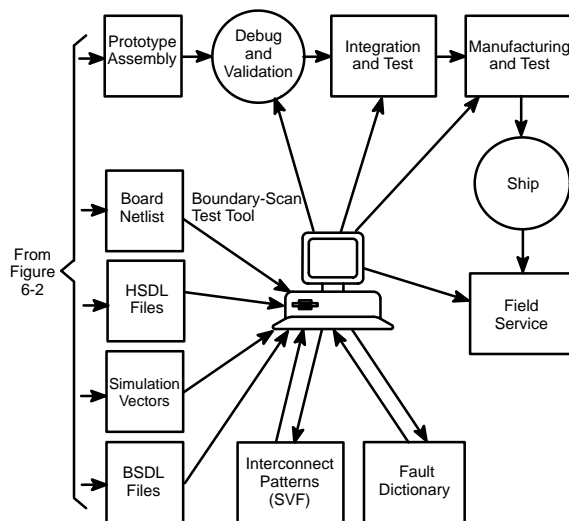 Prototype
Assembly
Debug
and
Validation
Integration
and Test
Manufacturing
and Test
Ship
Board
Netlist
Boundary-Scan
Test Tool
From
Figure
6-2
HSDL
Files
Field
Service
Simulation
Vectors
BSDL
Files
Interconnect
Patterns
(SVF)
Fault
Dictionary